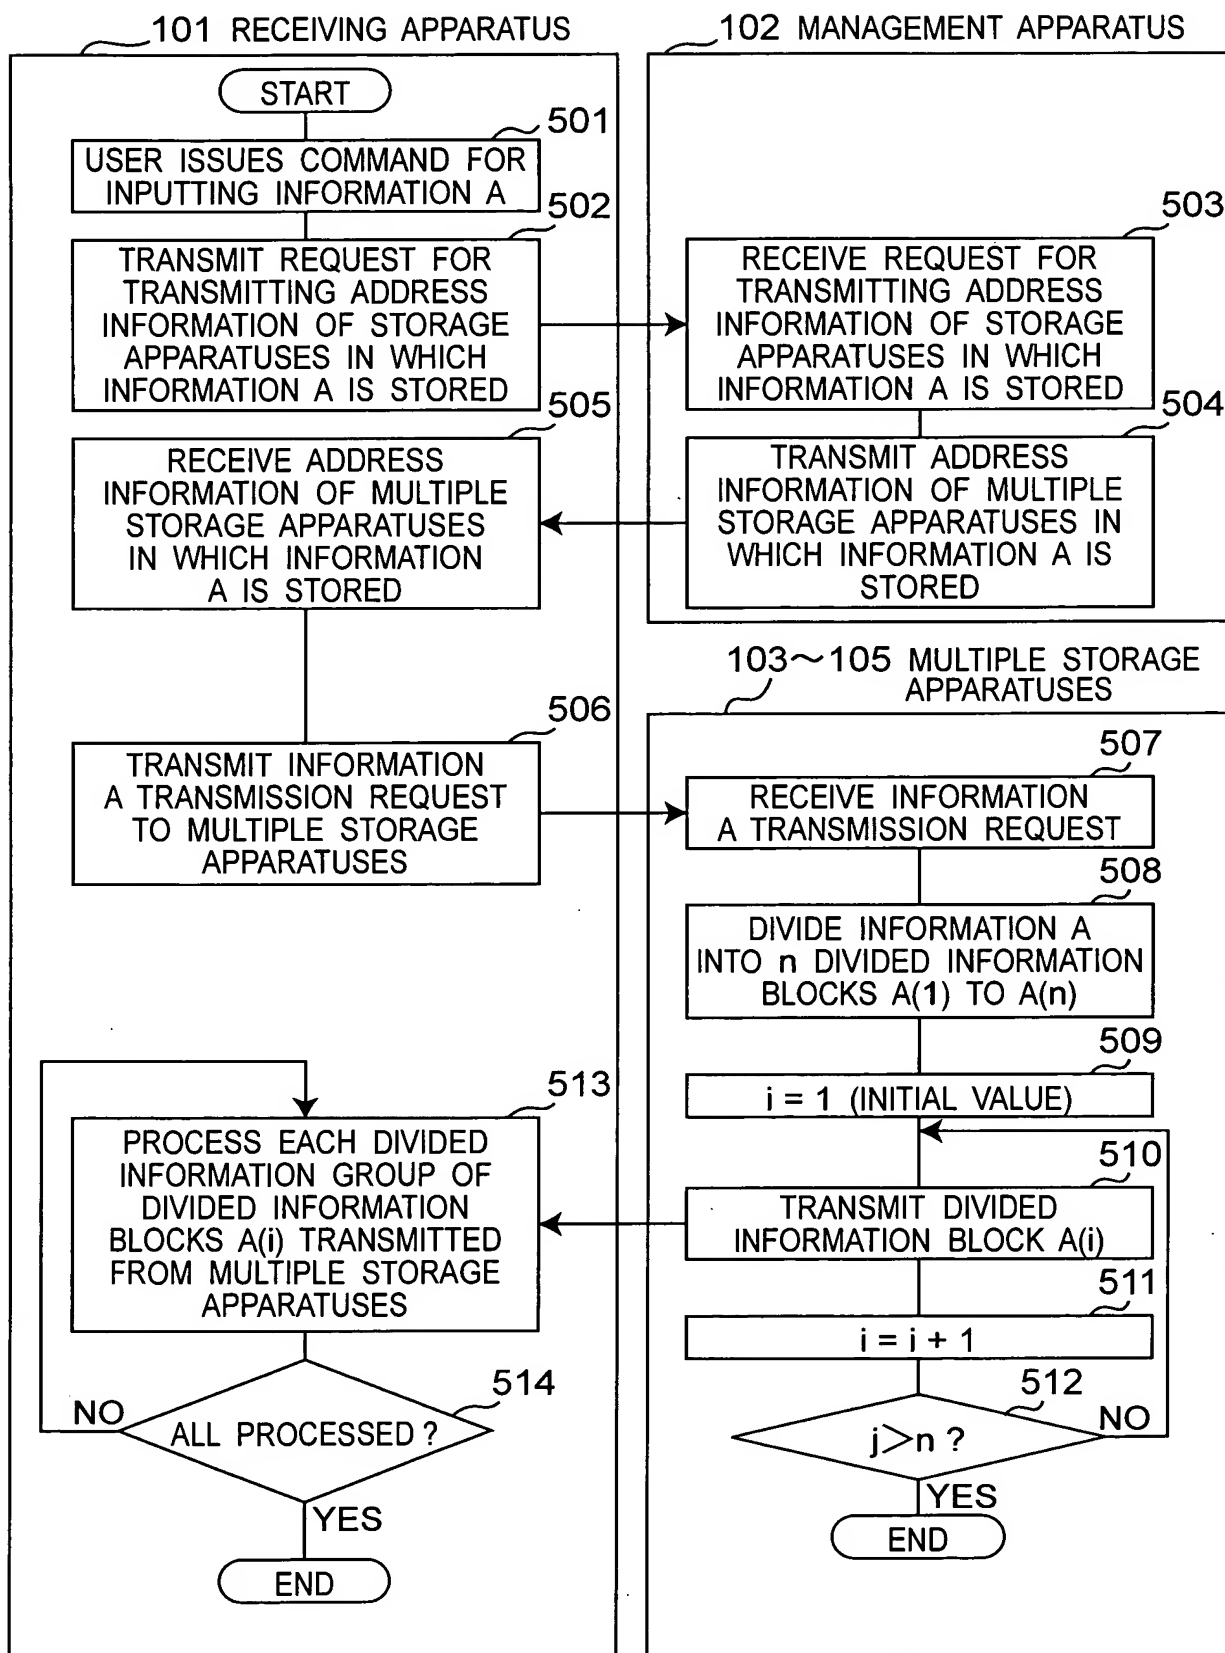 101 RECEIVING APPARATUS
START
501
USER ISSUES COMMAND FOR
INPUTTING INFORMATION A
502
TRANSMIT REQUEST FOR
TRANSMITTING ADDRESS
INFORMATION OF STORAGE
APPARATUSES IN WHICH
INFORMATION A IS STORED
505
RECEIVE ADDRESS
INFORMATION OF MULTIPLE
STORAGE APPARATUSES
IN WHICH INFORMATION
A IS STORED
506
TRANSMIT INFORMATION
A TRANSMISSION REQUEST
TO MULTIPLE STORAGE
APPARATUSES
513
PROCESS EACH DIVIDED
INFORMATION GROUP OF
DIVIDED INFORMATION
BLOCKS A(i) TRANSMITTED
FROM MULTIPLE STORAGE
APPARATUSES
514
NO
ALL PROCESSED ?
YES
END
102 MANAGEMENT APPARATUS
503
RECEIVE REQUEST FOR
TRANSMITTING ADDRESS
INFORMATION OF STORAGE
APPARATUSES IN WHICH
INFORMATION A IS STORED
504
TRANSMIT ADDRESS
INFORMATION OF MULTIPLE
STORAGE APPARATUSES IN
WHICH INFORMATION A IS
STORED
103~105 MULTIPLE STORAGE
APPARATUSES
507
RECEIVE INFORMATION
A TRANSMISSION REQUEST
508
DIVIDE INFORMATION A
INTO n DIVIDED INFORMATION
BLOCKS A(1) TO A(n)
509
i = 1 (INITIAL VALUE)
510
TRANSMIT DIVIDED
INFORMATION BLOCK A(i)
511
i = i + 1
512
j>n ?
NO
YES
END